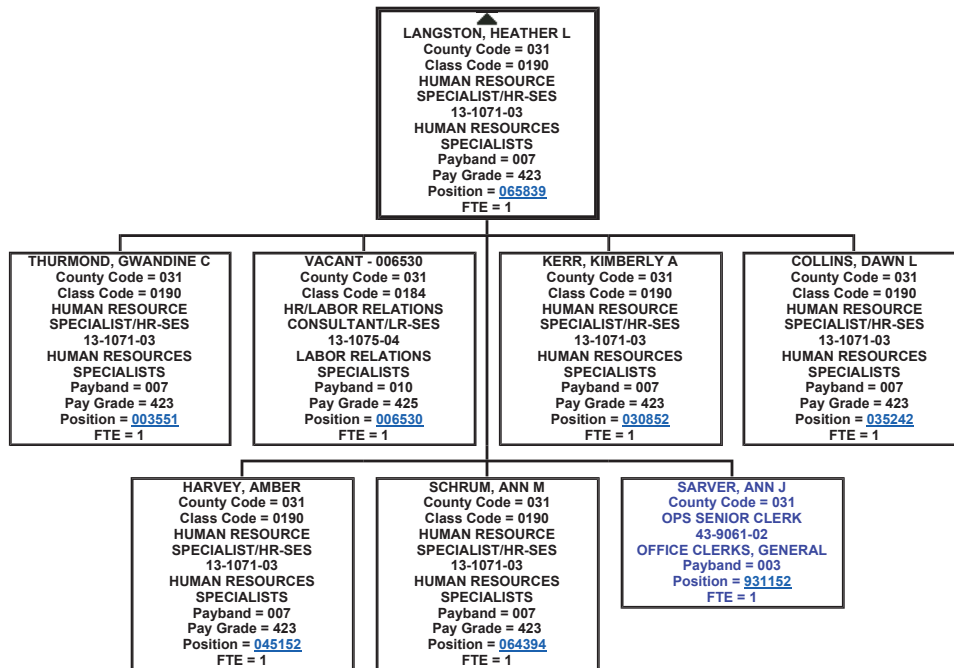 LANGSTON, HEATHER L
County Code = 031
Class Code = 0190
HUMAN RESOURCE
SPECIALIST/HR-SES
13-1071-03
HUMAN RESOURCES
SPECIALISTS
Payband = 007
Pay Grade = 423
Position = 065839
FTE = 1
THURMOND, GWANDINE C
County Code = 031
Class Code = 0190
HUMAN RESOURCE
SPECIALIST/HR-SES
13-1071-03
HUMAN RESOURCES
SPECIALISTS
Payband = 007
Pay Grade = 423
Position = 003551
FTE = 1
VACANT - 006530
County Code = 031
Class Code = 0184
HR/LABOR RELATIONS
CONSULTANT/LR-SES
13-1075-04
LABOR RELATIONS
SPECIALISTS
Payband = 010
Pay Grade = 425
Position = 006530
FTE = 1
KERR, KIMBERLY A
County Code = 031
Class Code = 0190
HUMAN RESOURCE
SPECIALIST/HR-SES
13-1071-03
HUMAN RESOURCES
SPECIALISTS
Payband = 007
Pay Grade = 423
Position = 030852
FTE = 1
COLLINS, DAWN L
County Code = 031
Class Code = 0190
HUMAN RESOURCE
SPECIALIST/HR-SES
13-1071-03
HUMAN RESOURCES
SPECIALISTS
Payband = 007
Pay Grade = 423
Position = 035242
FTE = 1
HARVEY, AMBER
County Code = 031
Class Code = 0190
HUMAN RESOURCE
SPECIALIST/HR-SES
13-1071-03
HUMAN RESOURCES
SPECIALISTS
Payband = 007
Pay Grade = 423
Position = 045152
FTE = 1
SCHRUM, ANN M
County Code = 031
Class Code = 0190
HUMAN RESOURCE
SPECIALIST/HR-SES
13-1071-03
HUMAN RESOURCES
SPECIALISTS
Payband = 007
Pay Grade = 423
Position = 064394
FTE = 1
SARVER, ANN J
County Code = 031
OPS SENIOR CLERK
43-9061-02
OFFICE CLERKS, GENERAL
Payband = 003
Position = 931152
FTE = 1